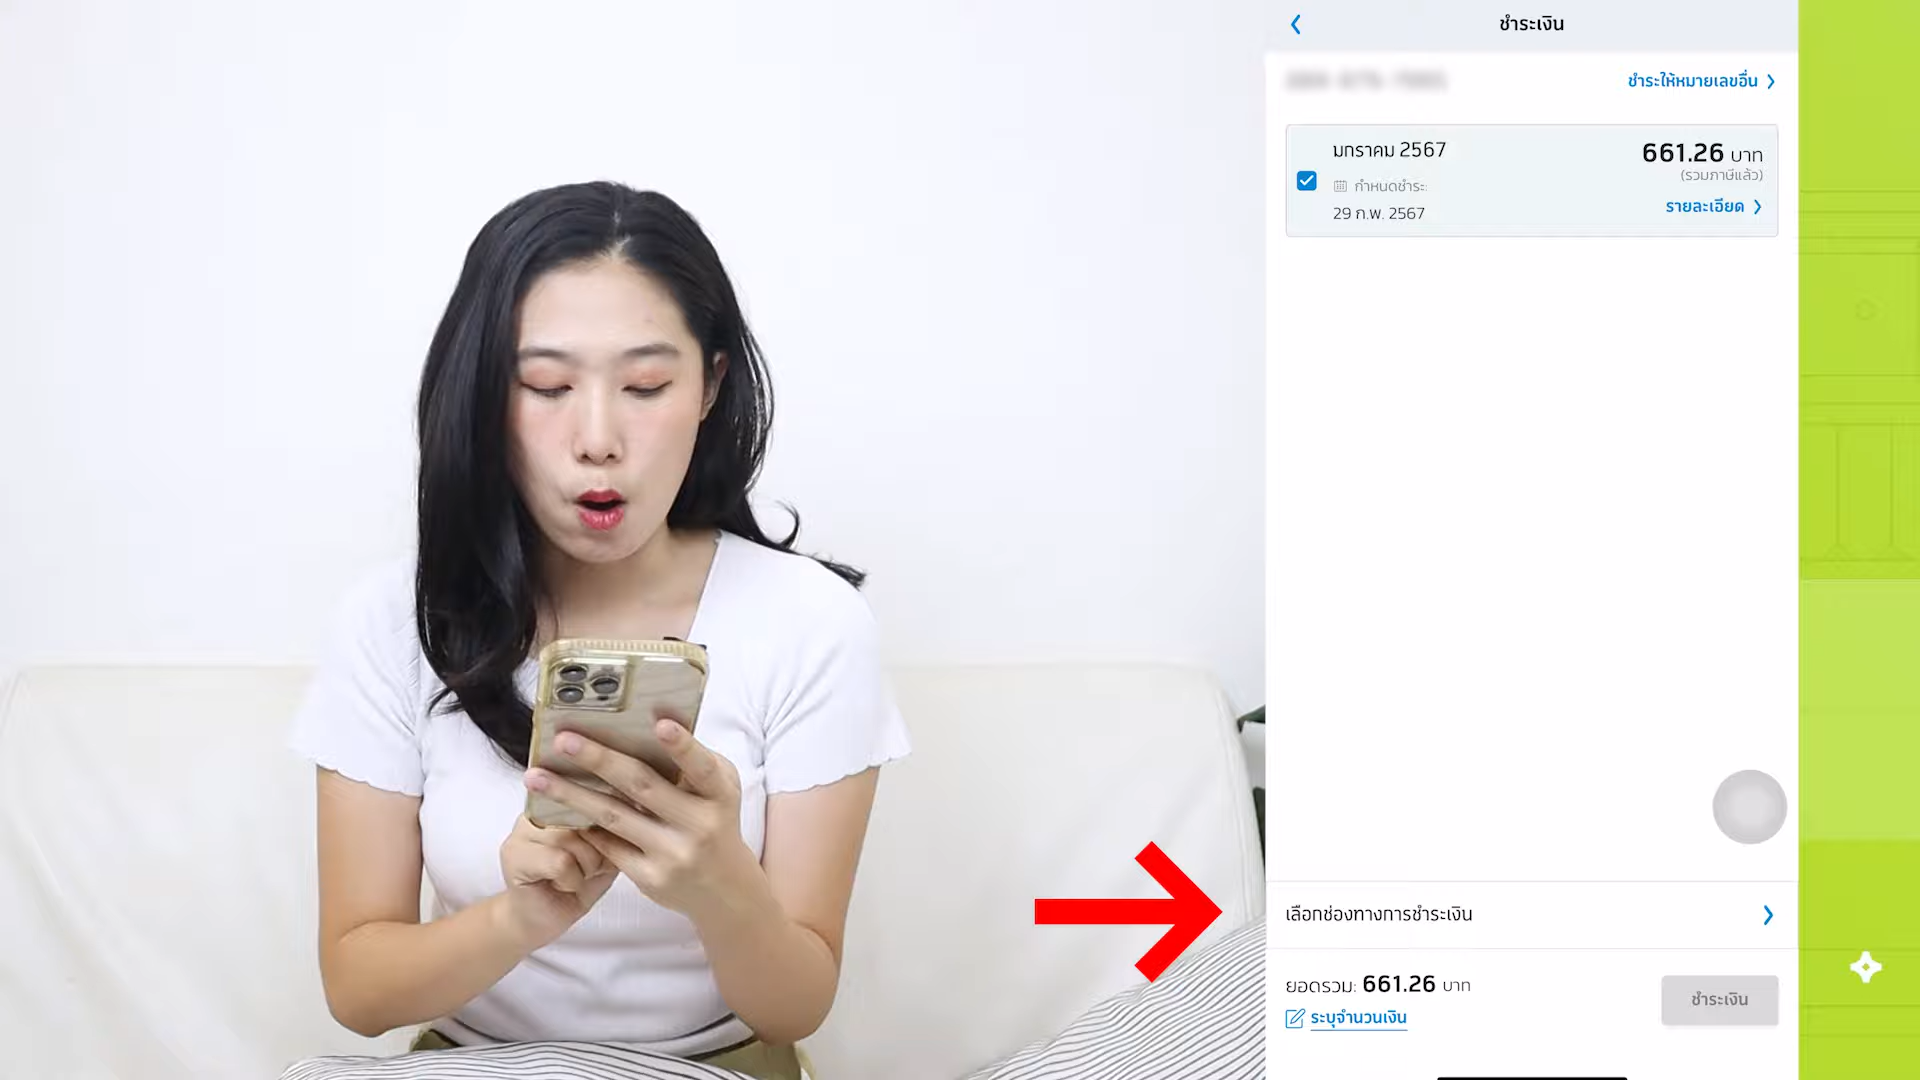 ชำระเงิน
ชำระให้หมายเลขอื่น
มกราคม 2567
661.26 บาท
(รวมภาษีแล้ว)
กำหนดชำระ:
29 ก.พ. 2567
รายละเอียด
เลือกช่องทางการชำระเงิน
ยอดรวม: 661.26 บาท
ระบุจำนวนเงิน
ชำระเงิน